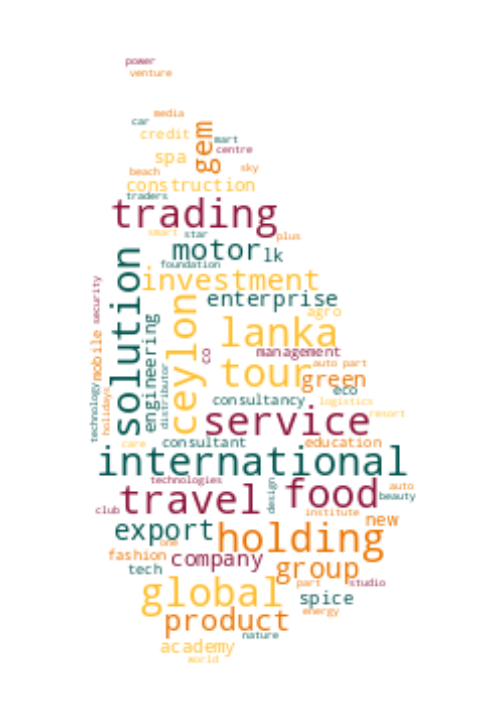 power
venture
media
car
gem
credit
mart
centre
spa
sky
beach
construction
traders
trading
smart
star
plus
motor
lk
foundation
solution
investment
security
ceylon
enterprise
agro
engineering
lanka
mobile
co
management
tour
auto part
green
distributor
eco
technology
holidays
consultancy
logistics
service
resort
care
consultant
education
international
technologies
travel
food
design
auto
beauty
club
institute
new
export
holding
one
fashion
company
tech
group
part
studio
global
spice
energy
product
nature
academy
world